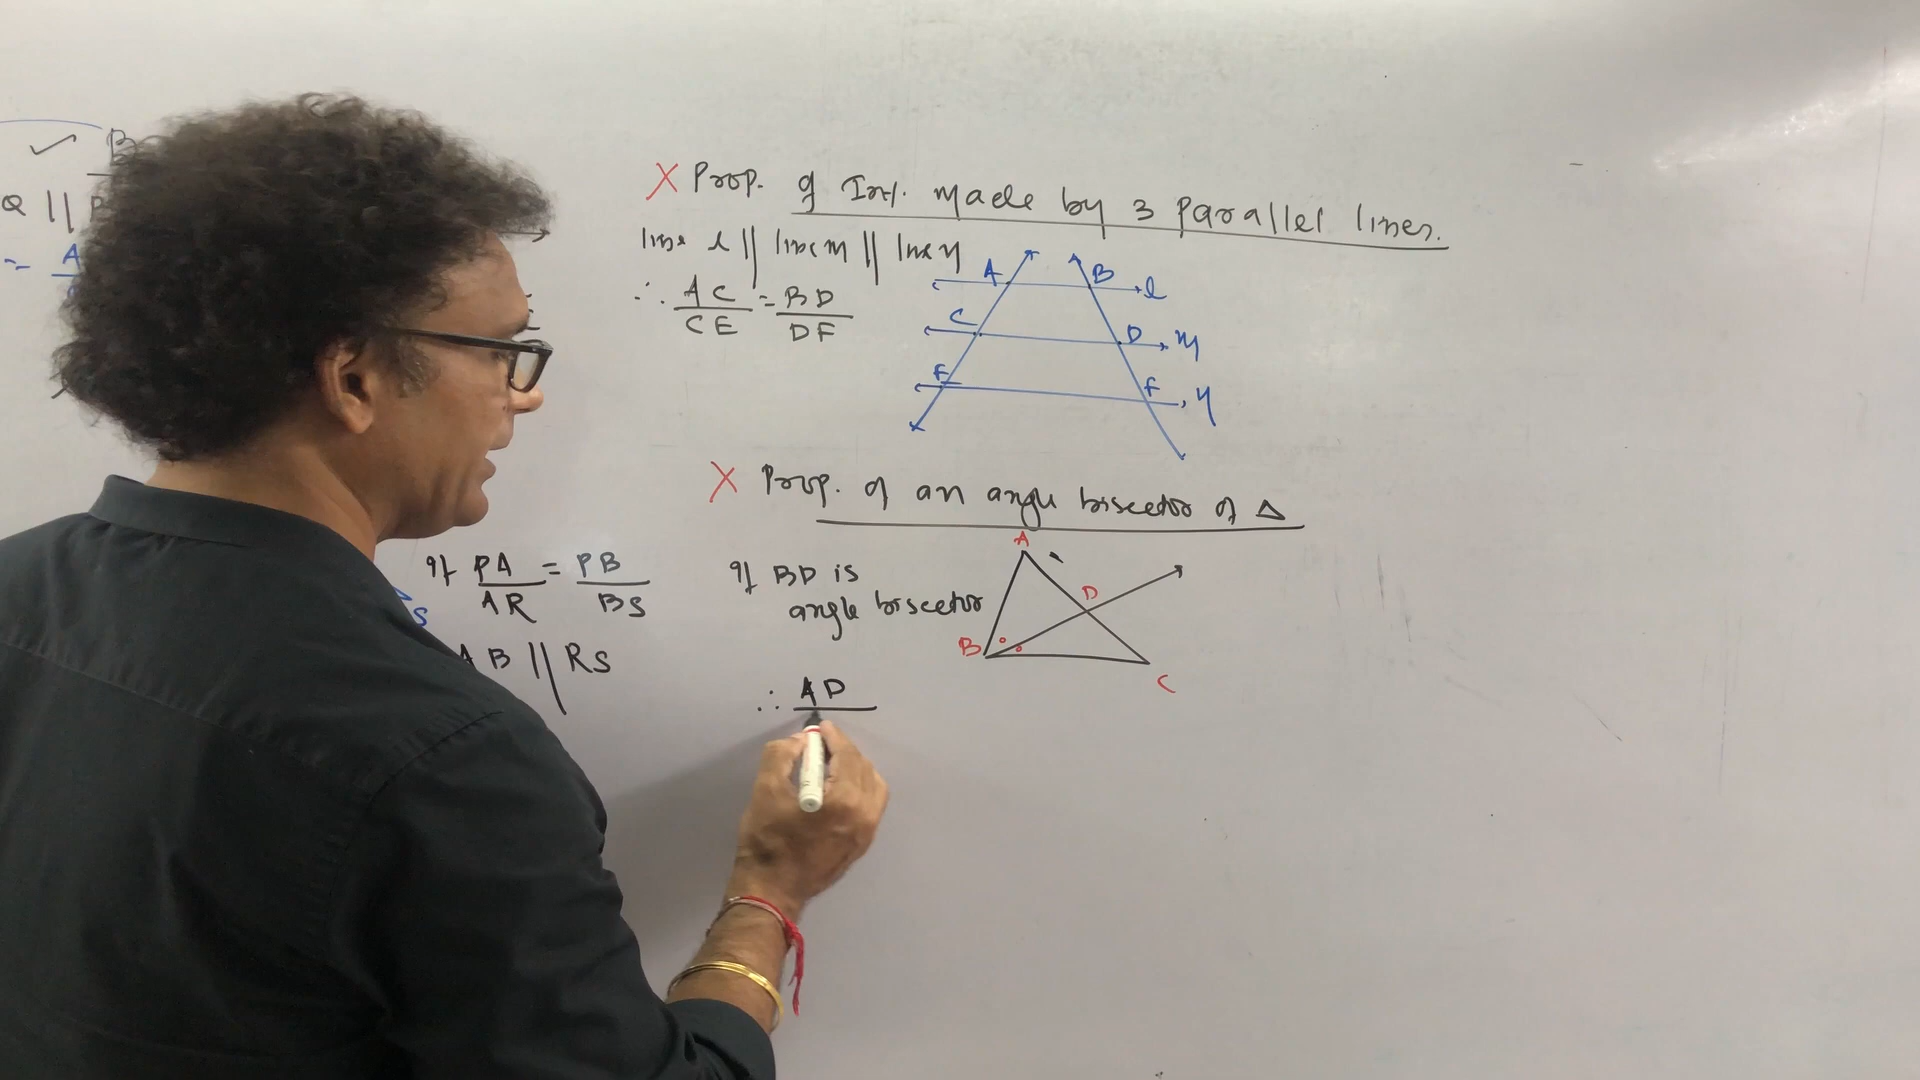 ✓ B
Q ||
= A
X Prop. of Int. made by 3 parallel lines.
line l || line m || line n
∴ AC/CE = BD/DF
A B l
C D m
E F n
X Prop. of an angle bisector of Δ
If PA/AR = PB/BS
S
AB || RS
If BD is
angle bisector
A
D
B
C
∴ AD